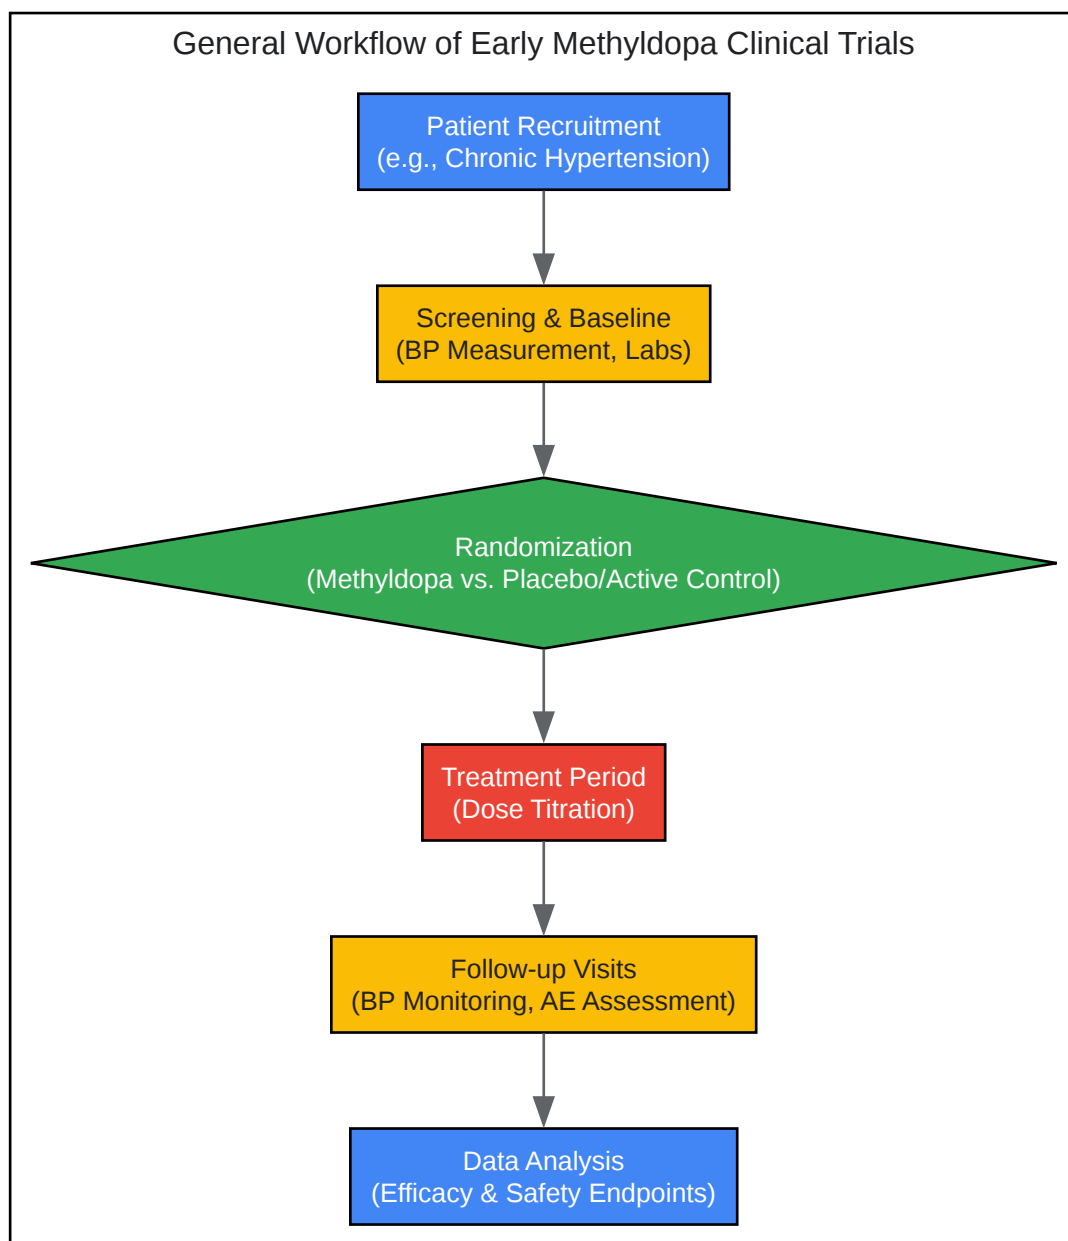 General Workflow of Early Methyldopa Clinical Trials
Patient Recruitment
(e.g., Chronic Hypertension)
Screening & Baseline
(BP Measurement, Labs)
Randomization
(Methyldopa vs. Placebo/Active Control)
Treatment Period
(Dose Titration)
Follow-up Visits
(BP Monitoring, AE Assessment)
Data Analysis
(Efficacy & Safety Endpoints)